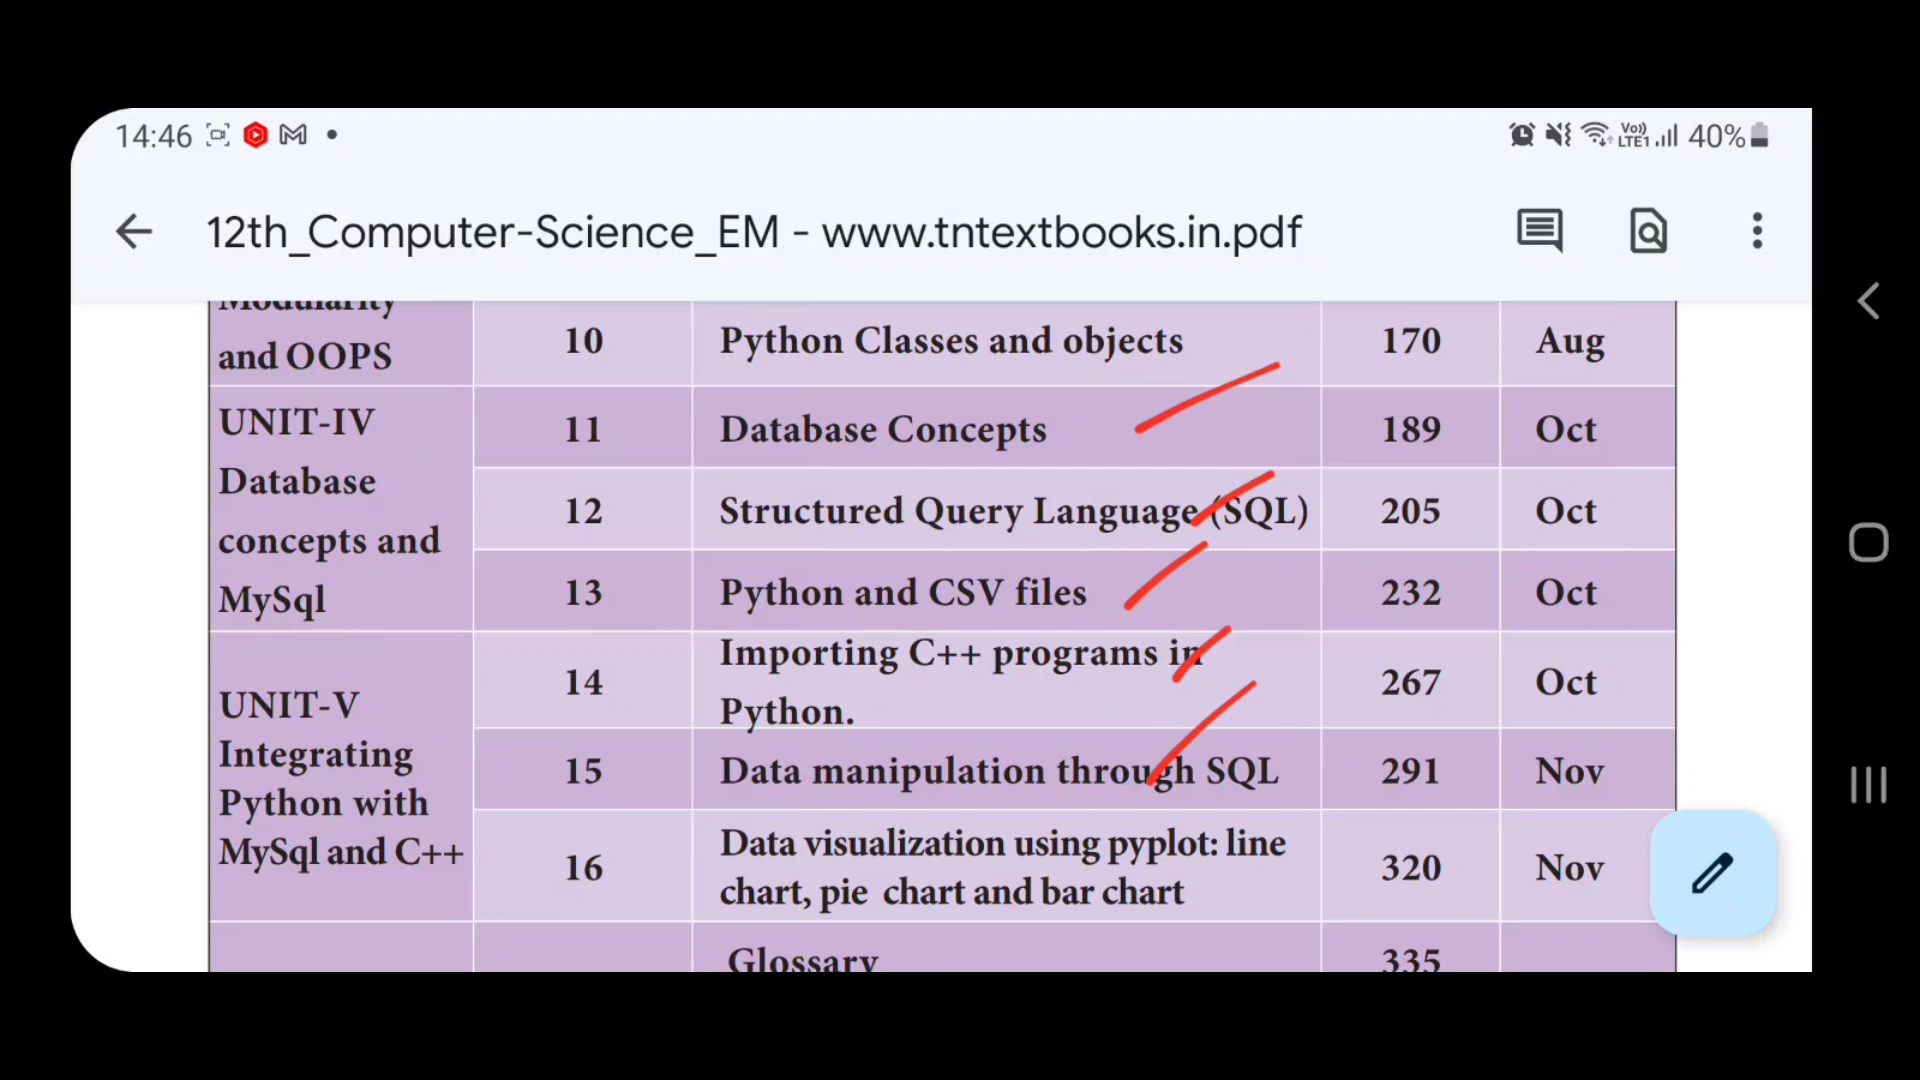 14:46
Vo))
LTE1
40%
12th_Computer-Science_EM - www.tntextbooks.in.pdf
Modularity
and OOPS
10
Python Classes and objects
170
Aug
UNIT-IV
Database
concepts and
MySql
11
Database Concepts
189
Oct
12
Structured Query Language (SQL)
205
Oct
13
Python and CSV files
232
Oct
UNIT-V
Integrating
Python with
MySql and C++
14
Importing C++ programs in
Python.
267
Oct
15
Data manipulation through SQL
291
Nov
16
Data visualization using pyplot: line
chart, pie chart and bar chart
320
Nov
Glossary
335